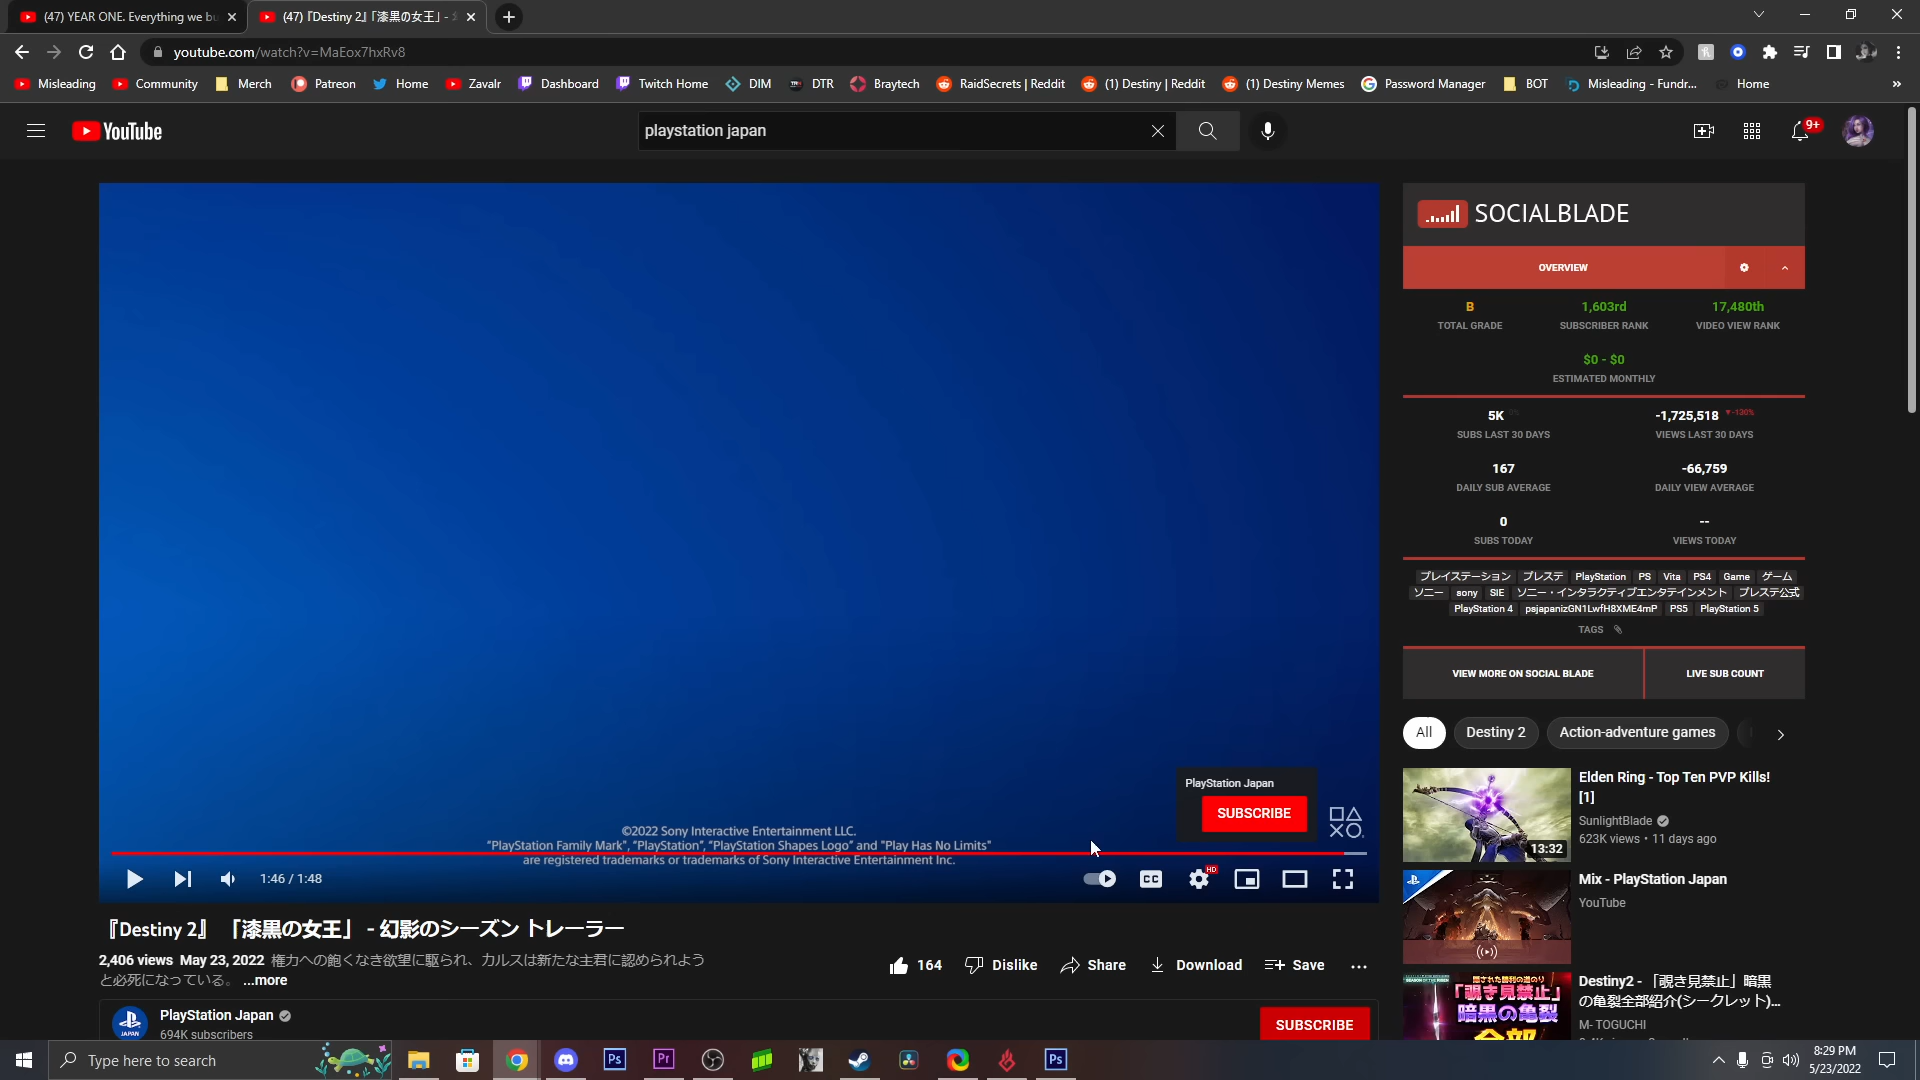 (47) YEAR ONE. Everything we bu
(47)『Destiny 2』「漆黒の女王」-
youtube.com/watch?v=MaEox7hxRv8
Misleading
Community
Merch
Patreon
Home
Zavalr
Dashboard
Twitch Home
DIM
DTR
Braytech
RaidSecrets | Reddit
(1) Destiny | Reddit
(1) Destiny Memes
Password Manager
BOT
Misleading - Fundr...
Home
YouTube
playstation japan
9+
SOCIALBLADE
OVERVIEW
B
1,603rd
17,480th
TOTAL GRADE
SUBSCRIBER RANK
VIDEO VIEW RANK
$0 - $0
ESTIMATED MONTHLY
5K 0%
-1,725,518 ▼-130%
SUBS LAST 30 DAYS
VIEWS LAST 30 DAYS
167
-66,759
DAILY SUB AVERAGE
DAILY VIEW AVERAGE
0
--
SUBS TODAY
VIEWS TODAY
プレイステーション プレステ PlayStation PS Vita PS4 Game ゲーム
ソニー sony SIE ソニー・インタラクティブエンタテインメント プレステ公式
PlayStation 4 psjapanizGN1LwfH8XME4mP PS5 PlayStation 5
TAGS
VIEW MORE ON SOCIAL BLADE
LIVE SUB COUNT
All
Destiny 2
Action-adventure games
PlayStation Japan
SUBSCRIBE
©2022 Sony Interactive Entertainment LLC.
"PlayStation Family Mark", "PlayStation", "PlayStation Shapes Logo" and "Play Has No Limits"
are registered trademarks or trademarks of Sony Interactive Entertainment Inc.
1:46 / 1:48
CC
HD
『Destiny 2』 「漆黒の女王」 - 幻影のシーズン トレーラー
2,406 views May 23, 2022 権力への飽くなき欲望に駆られ、カルスは新たな主君に認められよう
と必死になっている。 ...more
164
Dislike
Share
Download
Save
JAPAN
PlayStation Japan
694K subscribers
SUBSCRIBE
Elden Ring - Top Ten PVP Kills!
[1]
SunlightBlade
623K views • 11 days ago
13:32
Mix - PlayStation Japan
YouTube
Destiny2 - 「覗き見禁止」暗黒
の亀裂全部紹介(シークレット)...
M- TOGUCHI
「覗き見禁止」
暗黒の亀裂
Type here to search
Ps
Pr
Ps
8:29 PM
5/23/2022